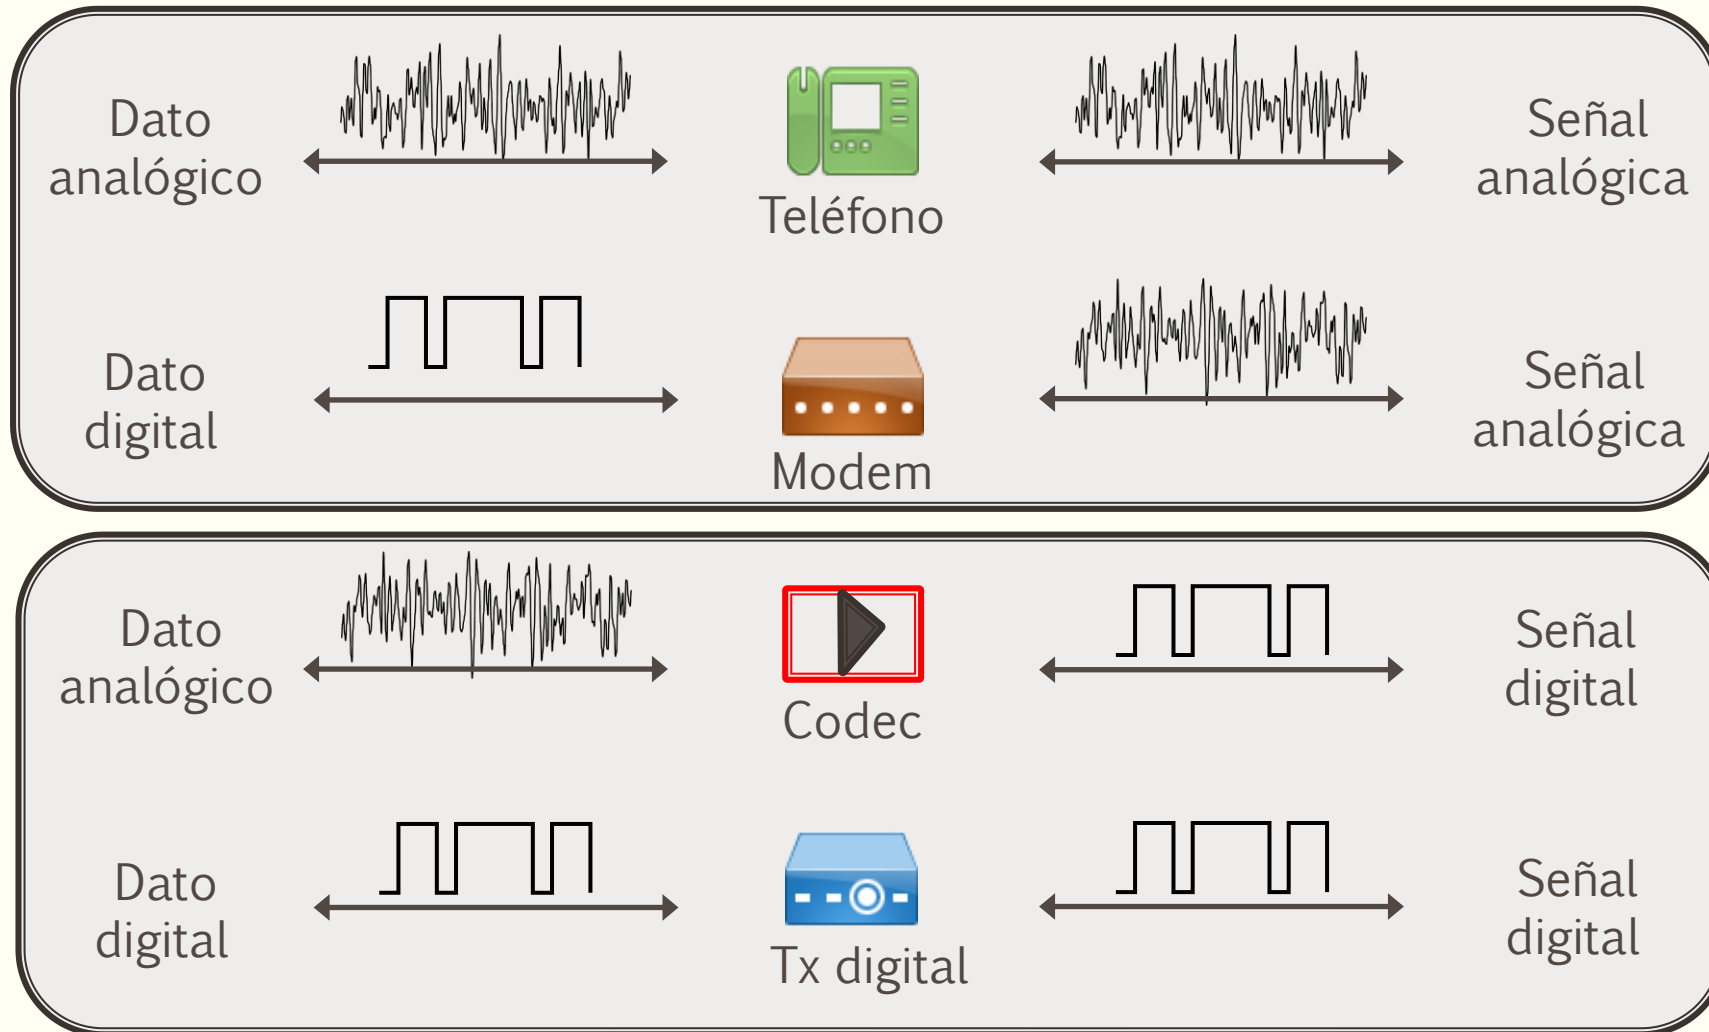 Dato
analógico
Teléfono
Señal
analógica
Dato
digital
Modem
Señal
analógica
Dato
analógico
Codec
Señal
digital
Dato
digital
Tx digital
Señal
digital